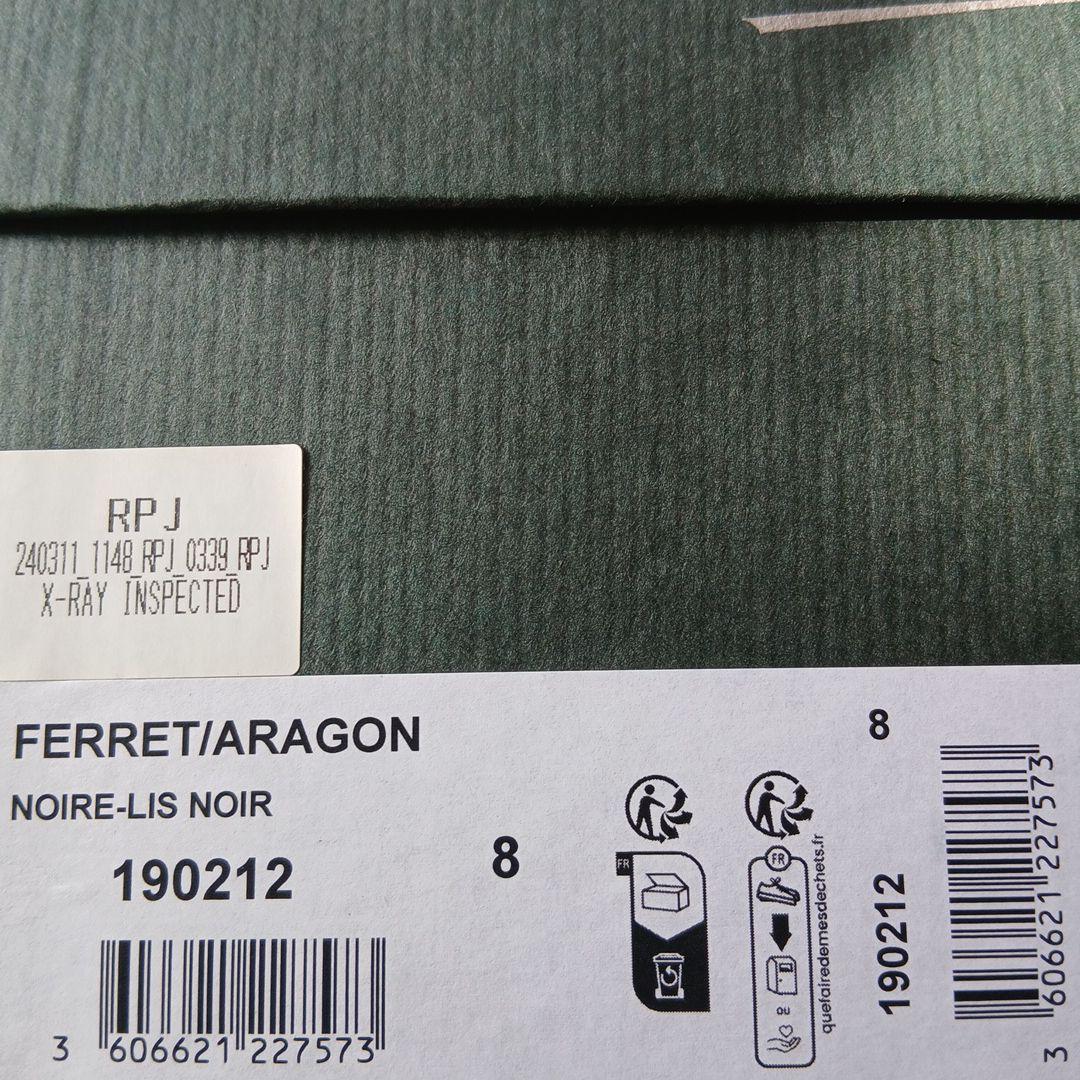 RPJ
240311_1148_RPJ_0339_RPJ
X-RAY INSPECTED
FERRET/ARAGON
NOIRE-LIS NOIR
190212
8
3 606621 227573
FR
FR
quefairedemesdechets.fr
8
190212
3 606621 227573